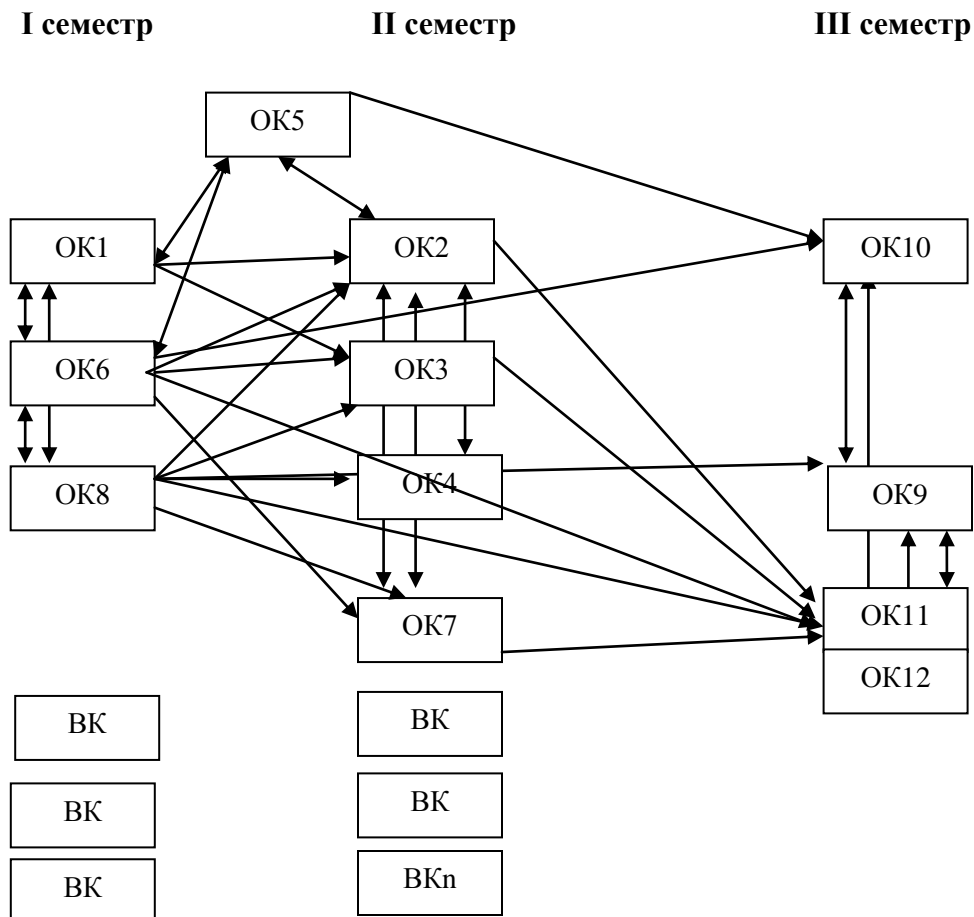 I семестр II семестр III семестр
ОК5
ОК1 ОК2 ОК10
ОК6 ОК3
ОК8 ОК4 ОК9
ОК7 ОК11
ОК12
ВК ВК
ВК ВК
ВК ВКn